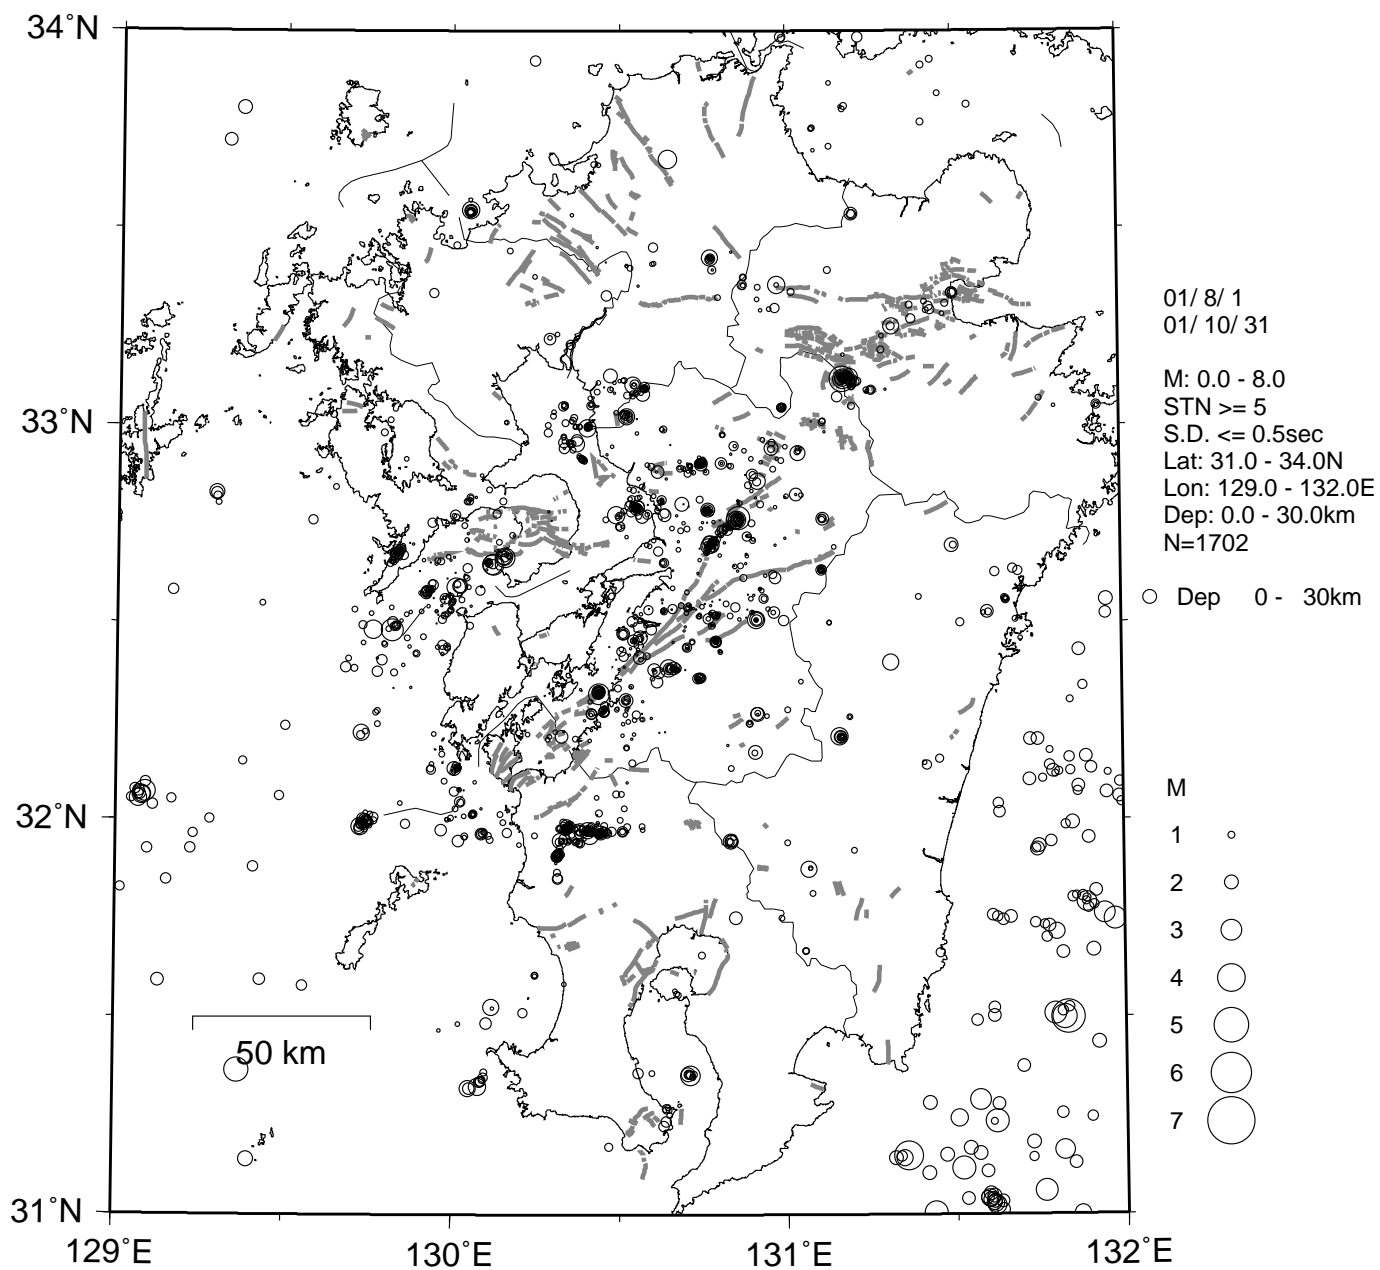 34˚N
33˚N
32˚N
31˚N
129˚E
130˚E
131˚E
132˚E
50 km
01/ 8/ 1
01/ 10/ 31
M: 0.0 - 8.0
STN >= 5
S.D. <= 0.5sec
Lat: 31.0 - 34.0N
Lon: 129.0 - 132.0E
Dep: 0.0 - 30.0km
N=1702
Dep 0 - 30km
M
1
2
3
4
5
6
7